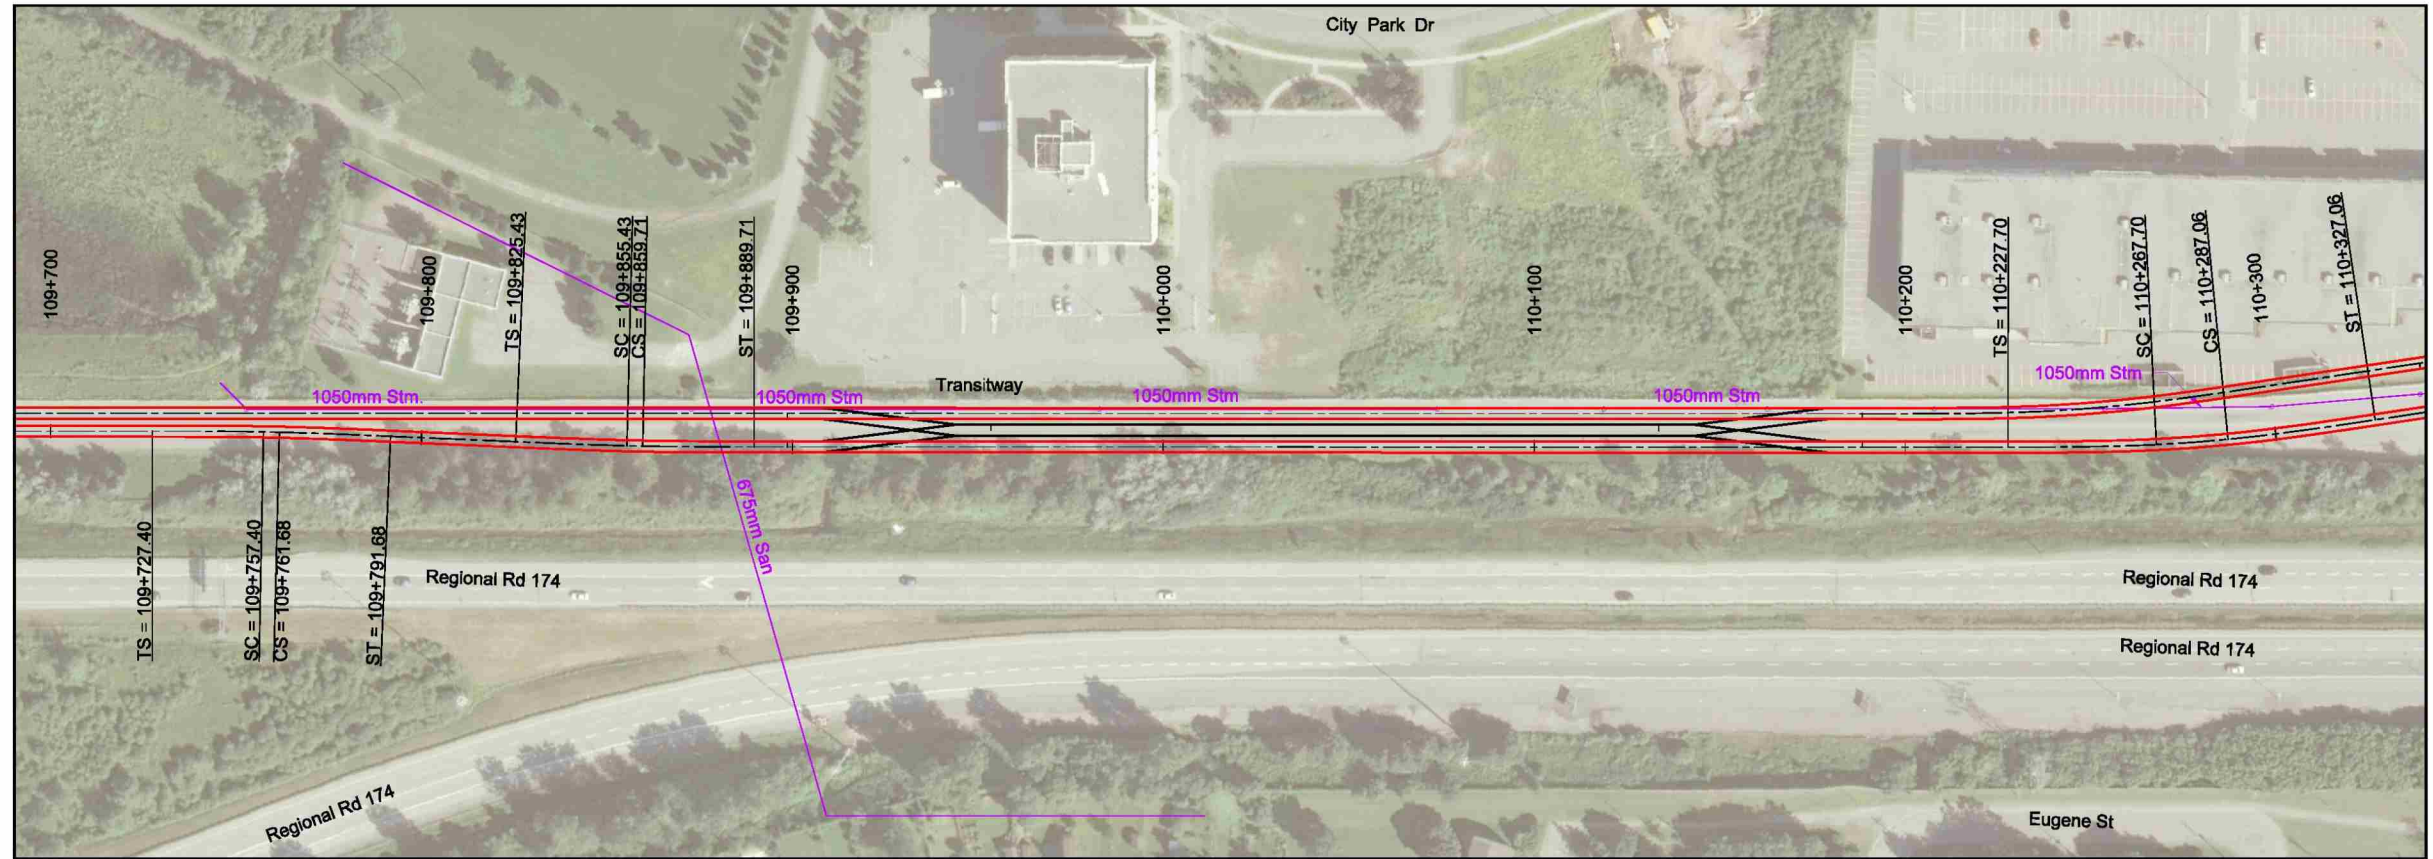 City Park Dr
109+700
109+800
TS = 109+825.43
SC = 109+855.43
CS = 109+859.71
ST = 109+889.71
109+900
110+000
110+100
110+200
TS = 110+227.70
SC = 110+267.70
CS = 110+287.06
110+300
ST = 110+327.06
1050mm Stm.
1050mm Stm
Transitway
1050mm Stm
1050mm Stm
1050mm Stm
675mm San
TS = 109+727.40
SC = 109+757.40
CS = 109+761.68
ST = 109+791.68
Regional Rd 174
Regional Rd 174
Regional Rd 174
Regional Rd 174
Eugene St